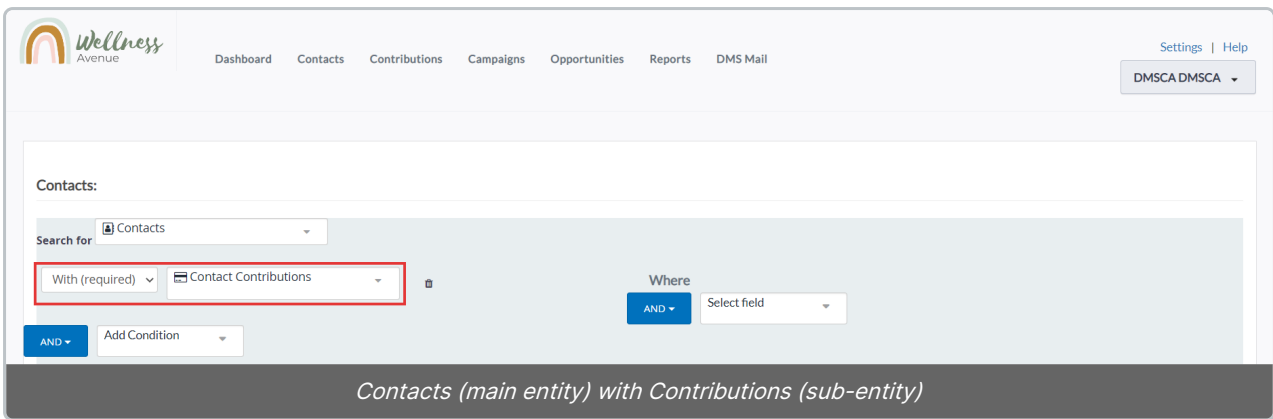 Wellness
Avenue
Dashboard Contacts Contributions Campaigns Opportunities Reports DMS Mail
Settings | Help
DMSCA DMSCA
Contacts:
Search for Contacts
With (required) Contact Contributions
Where
AND Select field
AND Add Condition
Contacts (main entity) with Contributions (sub-entity)